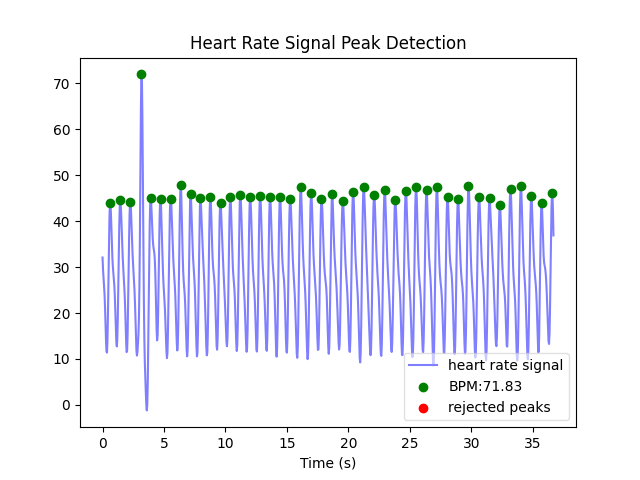 Heart Rate Signal Peak Detection
70
60
50
40
30
20
10
0
heart rate signal
BPM:71.83
rejected peaks
0 5 10 15 20 25 30 35
Time (s)